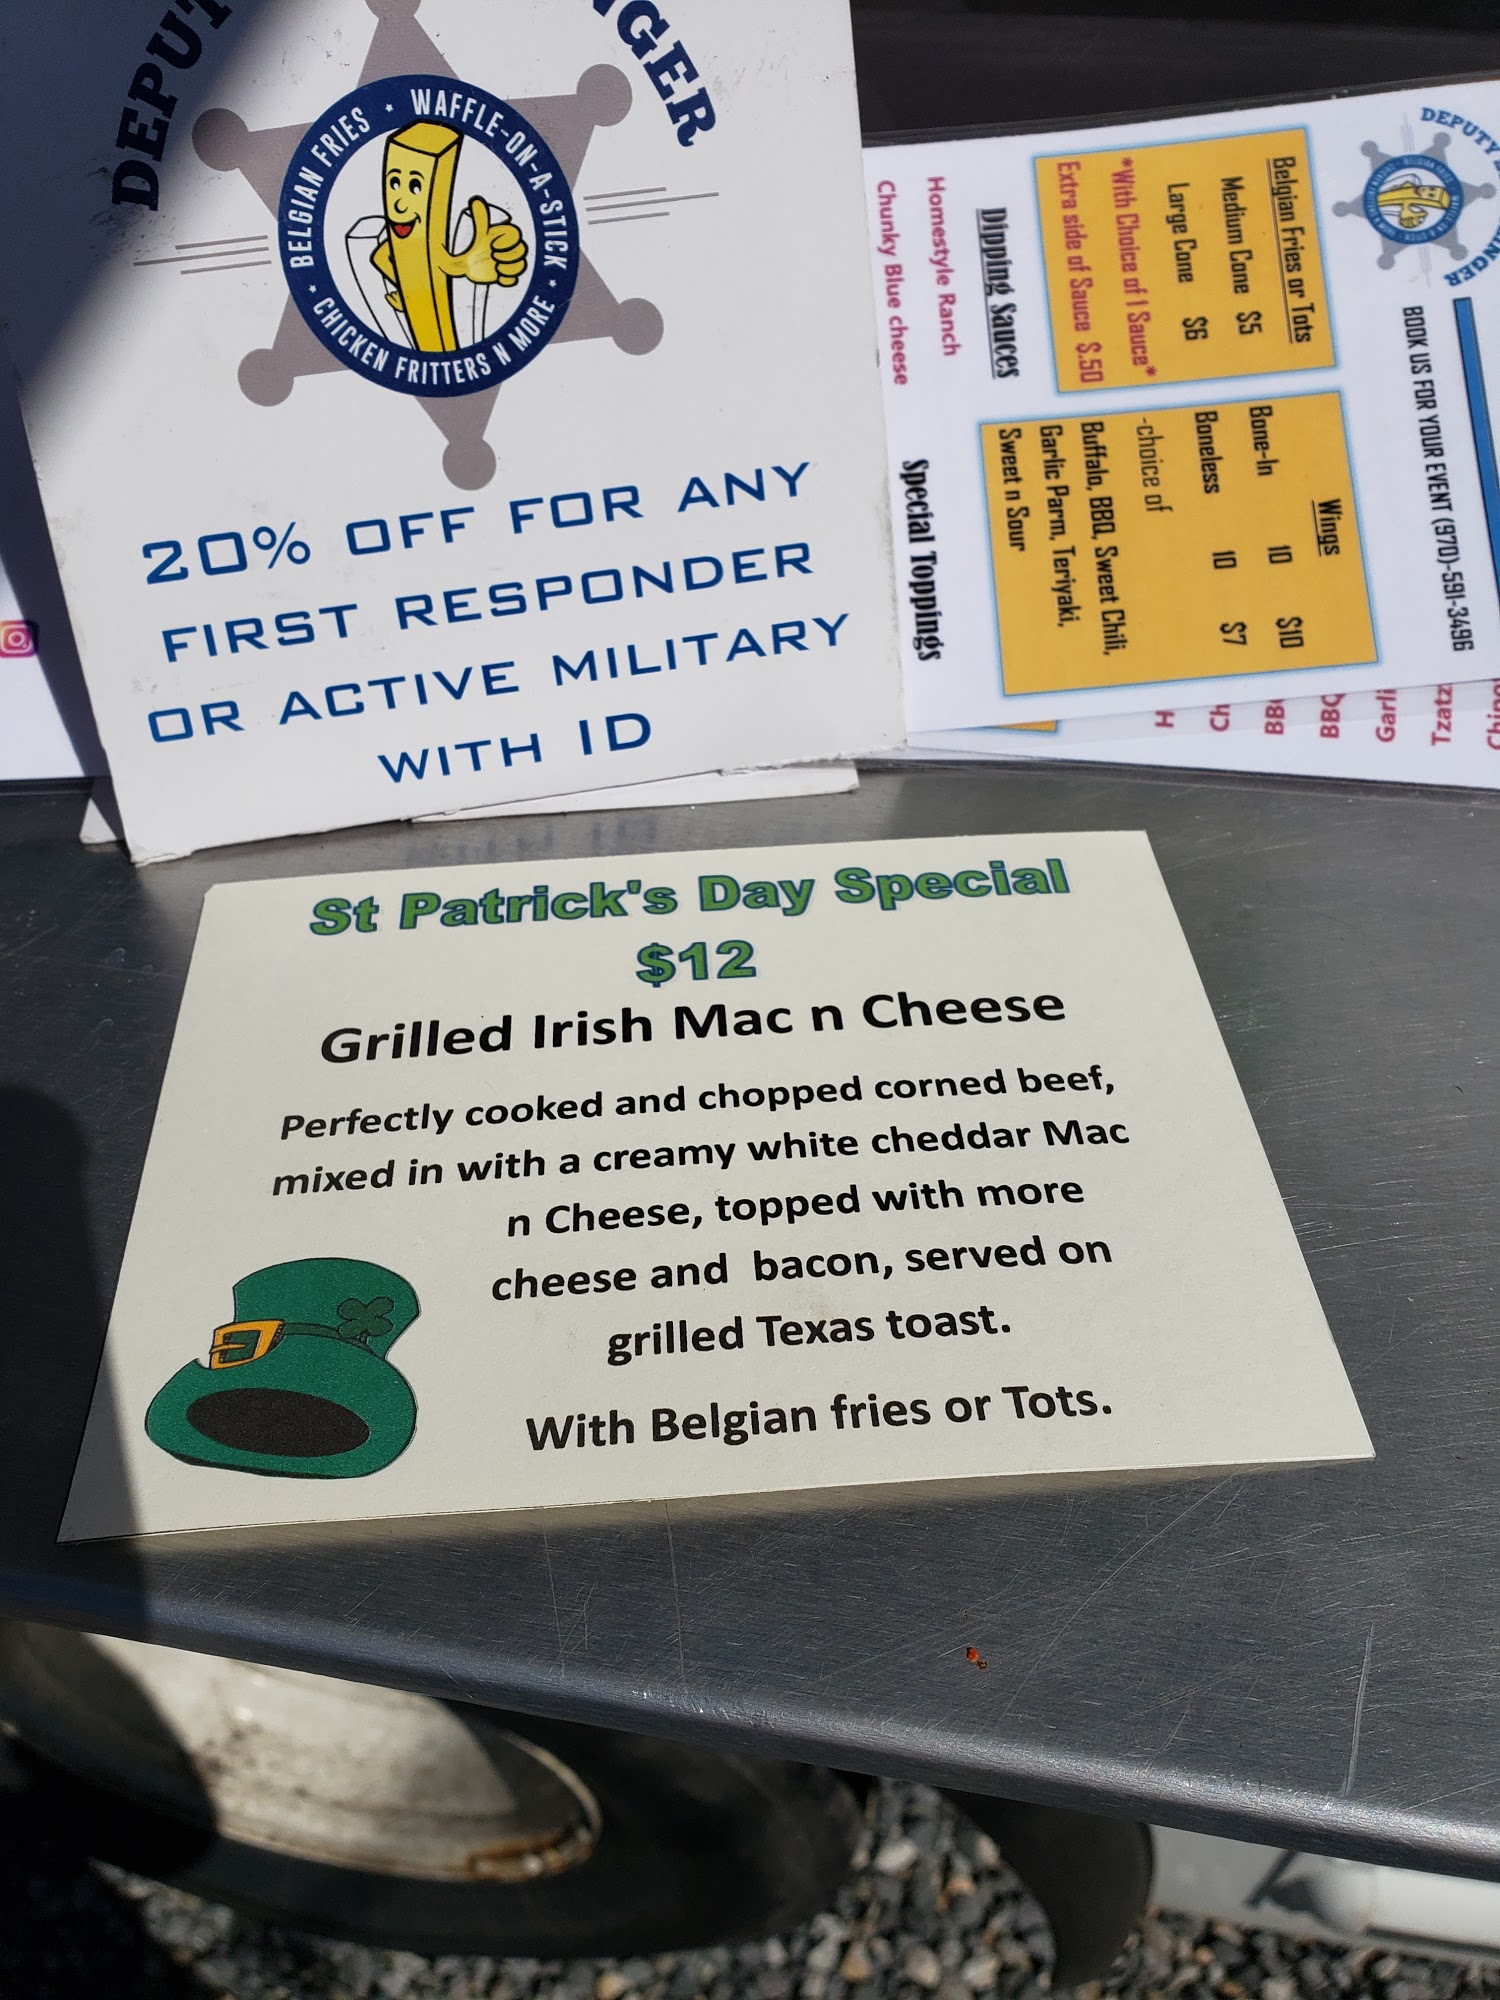 BELGIAN FRIES • WAFFLE-ON-A-STICK •
• CHICKEN FRITTERS N MORE
20% OFF FOR ANY
FIRST RESPONDER
OR ACTIVE MILITARY
WITH ID
BOOK US FOR YOUR EVENT (970)-591-3496
Belgian Fries or Tots
Medium Cone $5
Large Cone $6
*With Choice of 1 Sauce*
Extra side of Sauce $.50
Wings
Bone-In 10 $10
Boneless 10 $7
-choice of
Buffalo, BBQ, Sweet Chili,
Garlic Parm, Teriyaki,
Sweet n Sour
Dipping Sauces
Homestyle Ranch
Chunky Blue cheese
Special Toppings
St Patrick's Day Special
$12
Grilled Irish Mac n Cheese
Perfectly cooked and chopped corned beef,
mixed in with a creamy white cheddar Mac
n Cheese, topped with more
cheese and bacon, served on
grilled Texas toast.
With Belgian fries or Tots.